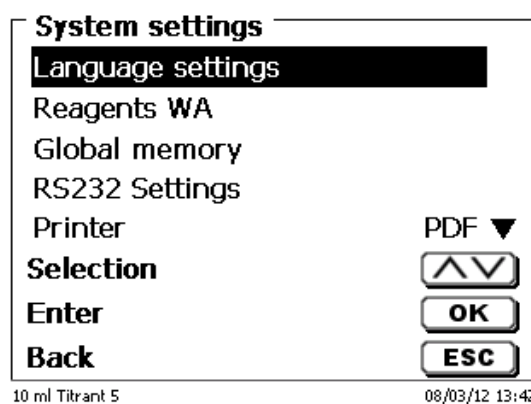 System settings
Language settings
Reagents WA
Global memory
RS232 Settings
Printer PDF ▼
Selection
Enter OK
Back ESC
10 ml Titrant 5 08/03/12 13:42